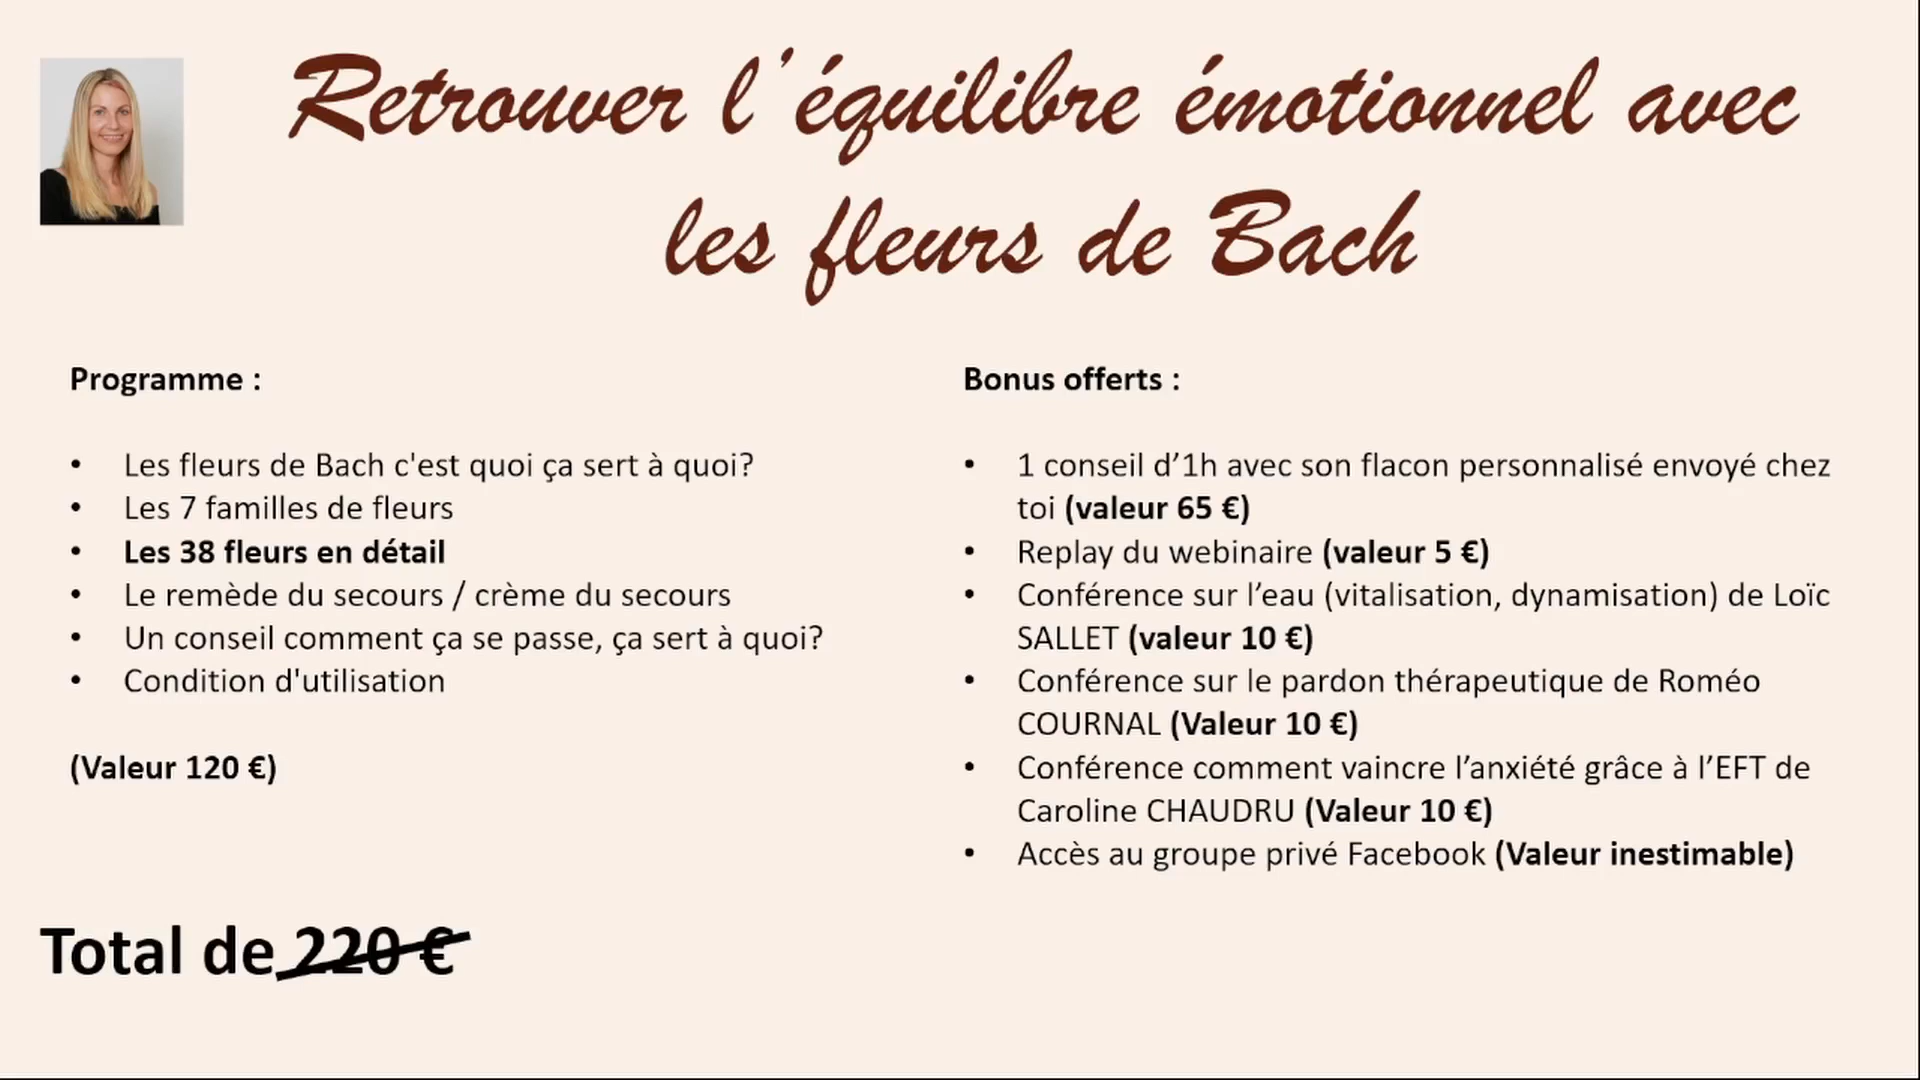 Retrouver l'équilibre émotionnel avec
les fleurs de Bach
Programme :
• Les fleurs de Bach c'est quoi ça sert à quoi?
• Les 7 familles de fleurs
• Les 38 fleurs en détail
• Le remède du secours / crème du secours
• Un conseil comment ça se passe, ça sert à quoi?
• Condition d'utilisation
(Valeur 120 €)
Bonus offerts :
• 1 conseil d’1h avec son flacon personnalisé envoyé chez
toi (valeur 65 €)
• Replay du webinaire (valeur 5 €)
• Conférence sur l’eau (vitalisation, dynamisation) de Loïc
SALLET (valeur 10 €)
• Conférence sur le pardon thérapeutique de Roméo
COURNAL (Valeur 10 €)
• Conférence comment vaincre l’anxiété grâce à l’EFT de
Caroline CHAUDRU (Valeur 10 €)
• Accès au groupe privé Facebook (Valeur inestimable)
Total de 220 €